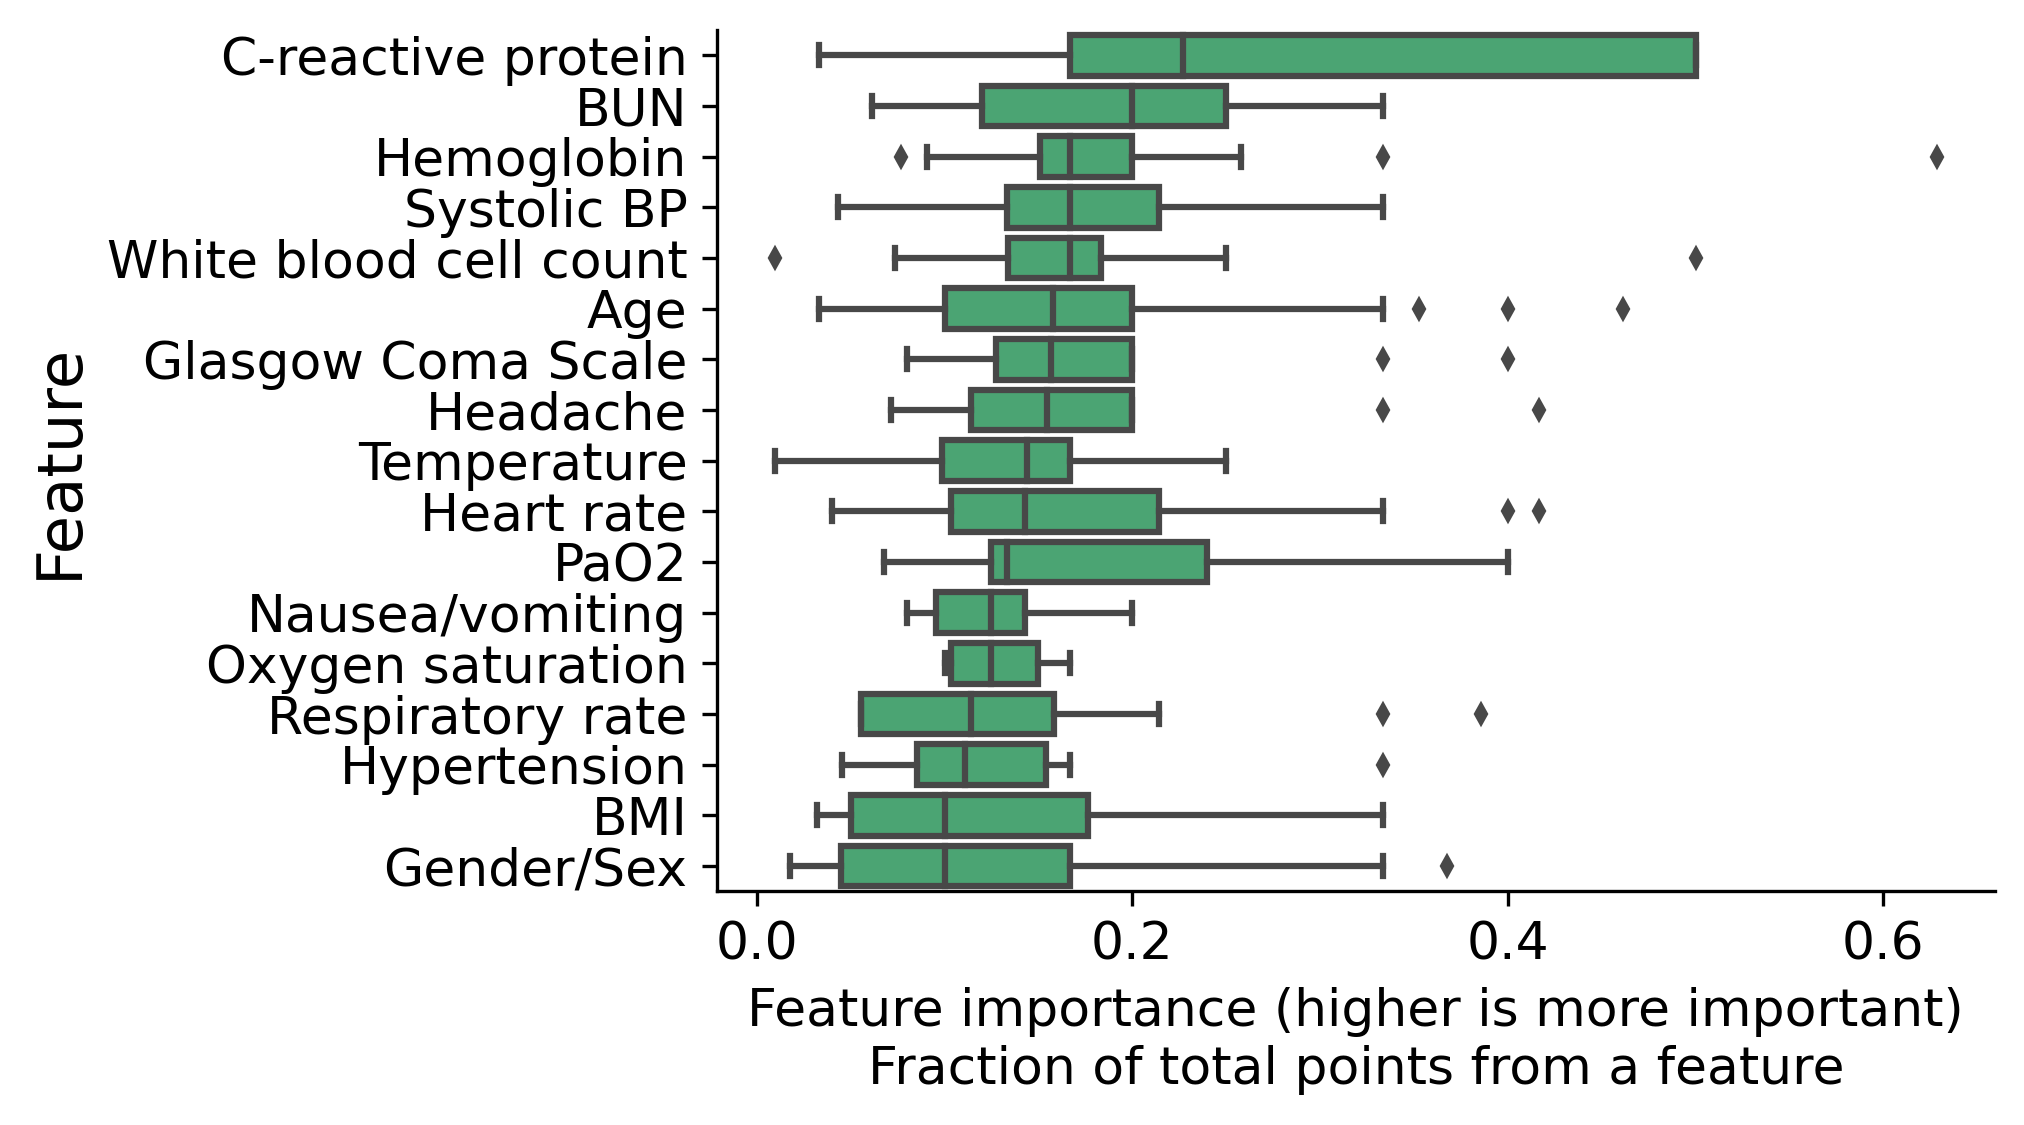 C-reactive protein
BUN
Hemoglobin
Systolic BP
White blood cell count
Age
Glasgow Coma Scale
Headache
Temperature
Heart rate
PaO2
Nausea/vomiting
Oxygen saturation
Respiratory rate
Hypertension
BMI
Gender/Sex
Feature
0.0 0.2 0.4 0.6
Feature importance (higher is more important)
Fraction of total points from a feature